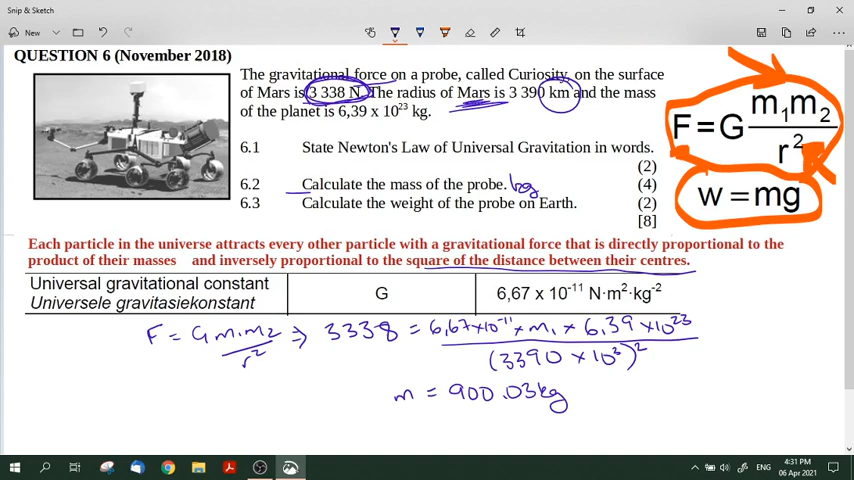 Snip & Sketch
New
QUESTION 6 (November 2018)
The gravitational force on a probe, called Curiosity, on the surface
of Mars is 3 338 N. The radius of Mars is 3 390 km and the mass
of the planet is 6,39 x 10²³ kg.
6.1 State Newton's Law of Universal Gravitation in words.
(2)
6.2 Calculate the mass of the probe. kg (4)
6.3 Calculate the weight of the probe on Earth. (2)
[8]
F = G m₁m₂ / r²
w = mg
Each particle in the universe attracts every other particle with a gravitational force that is directly proportional to the
product of their masses and inversely proportional to the square of the distance between their centres.
Universal gravitational constant
Universele gravitasiekonstant
G
6,67 x 10⁻¹¹ N·m²·kg⁻²
F = G m₁ m₂ / r² ⇒ 3338 = 6,67×10⁻¹¹ × m₁ × 6,39 ×10²³ / (3390 × 10³)²
m = 900.03kg
ENG
4:31 PM
06 Apr 2021